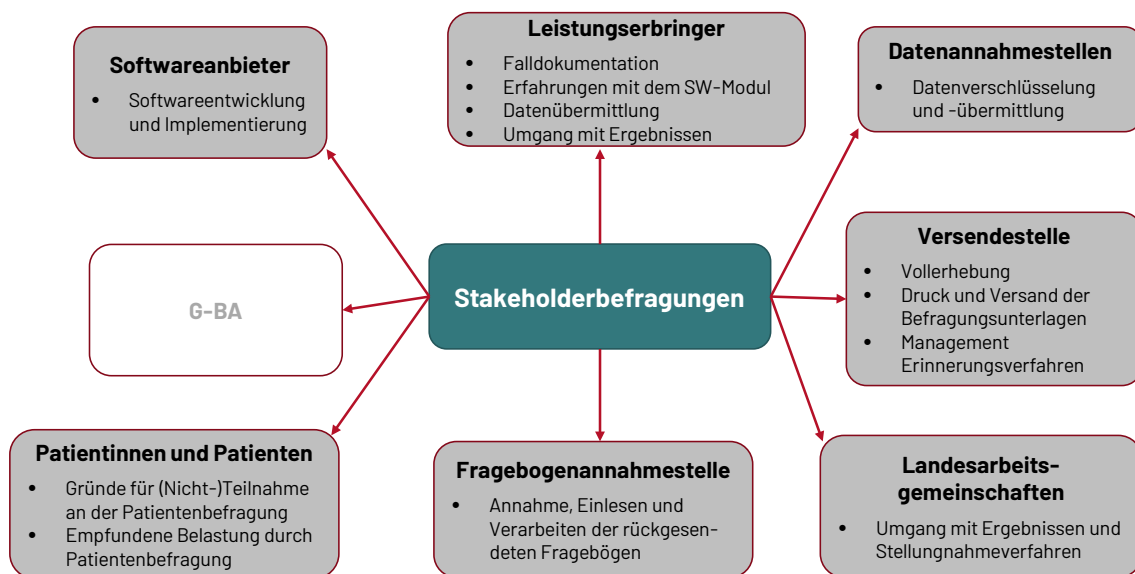 Softwareanbieter
• Softwareentwicklung
und Implementierung
Leistungserbringer
• Falldokumentation
• Erfahrungen mit dem SW-Modul
• Datenübermittlung
• Umgang mit Ergebnissen
Datenannahmestellen
• Datenverschlüsselung
und -übermittlung
G-BA
Stakeholderbefragungen
Versendestelle
• Vollerhebung
• Druck und Versand der
Befragungsunterlagen
• Management
Erinnerungsverfahren
Patientinnen und Patienten
• Gründe für (Nicht-)Teilnahme
an der Patientenbefragung
• Empfundene Belastung durch
Patientenbefragung
Fragebogenannahmestelle
• Annahme, Einlesen und
Verarbeiten der rückgesen-
deten Fragebögen
Landesarbeits-
gemeinschaften
• Umgang mit Ergebnissen und
Stellungnahmeverfahren